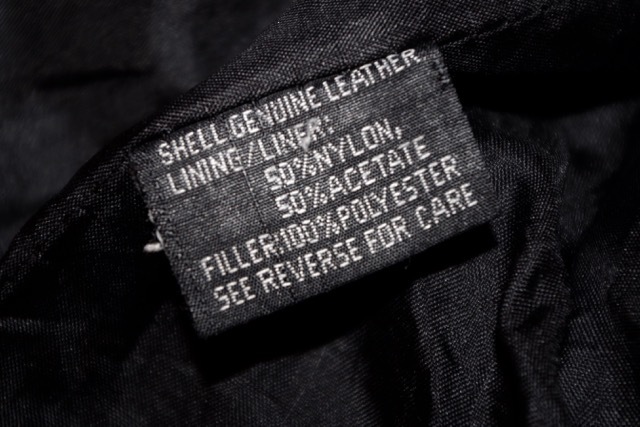 SHELL GENUINE LEATHER
LINING/LINER:
50%NYLON,
50%ACETATE
FILLER:100%POLYESTER
SEE REVERSE FOR CARE